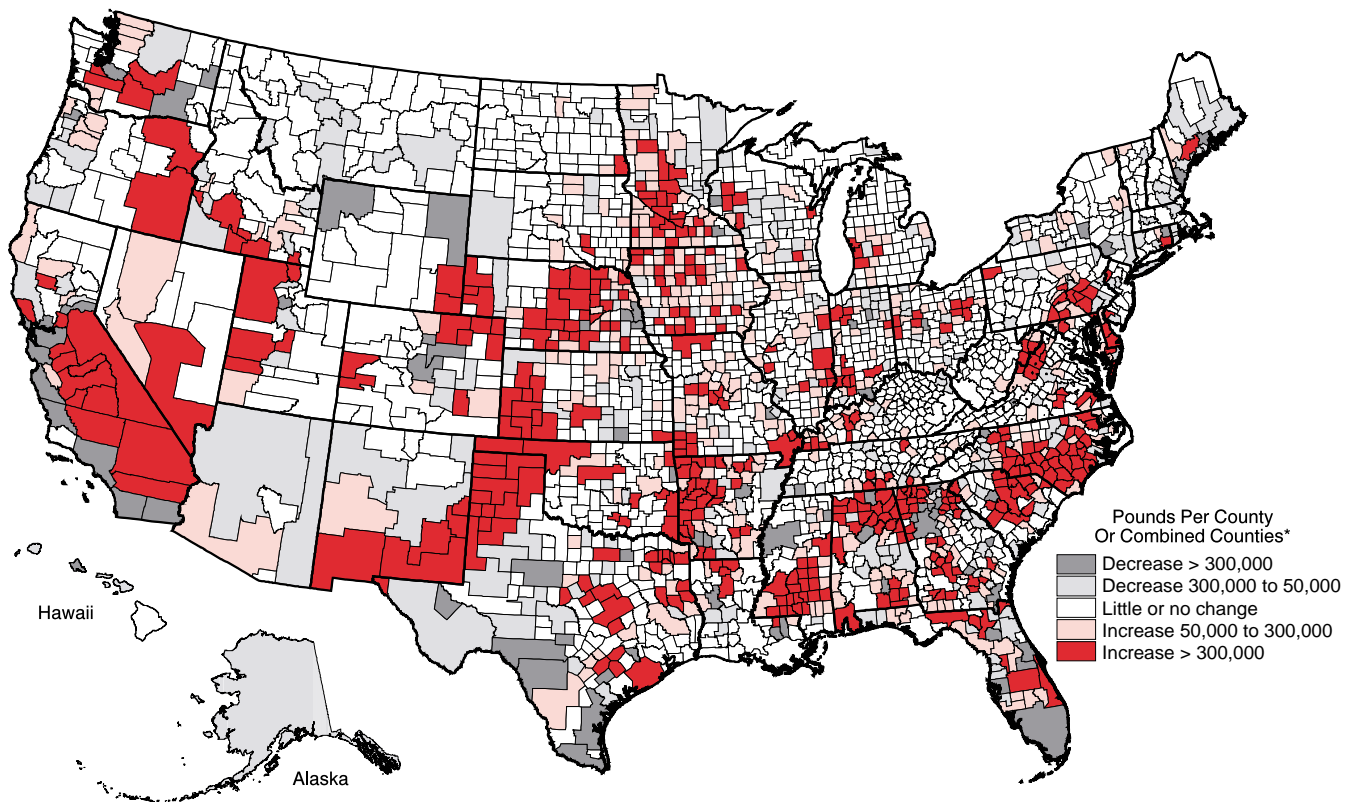 Pounds Per County
Or Combined Counties*
Decrease > 300,000
Decrease 300,000 to 50,000
Little or no change
Increase 50,000 to 300,000
Increase > 300,000
Hawaii
Alaska